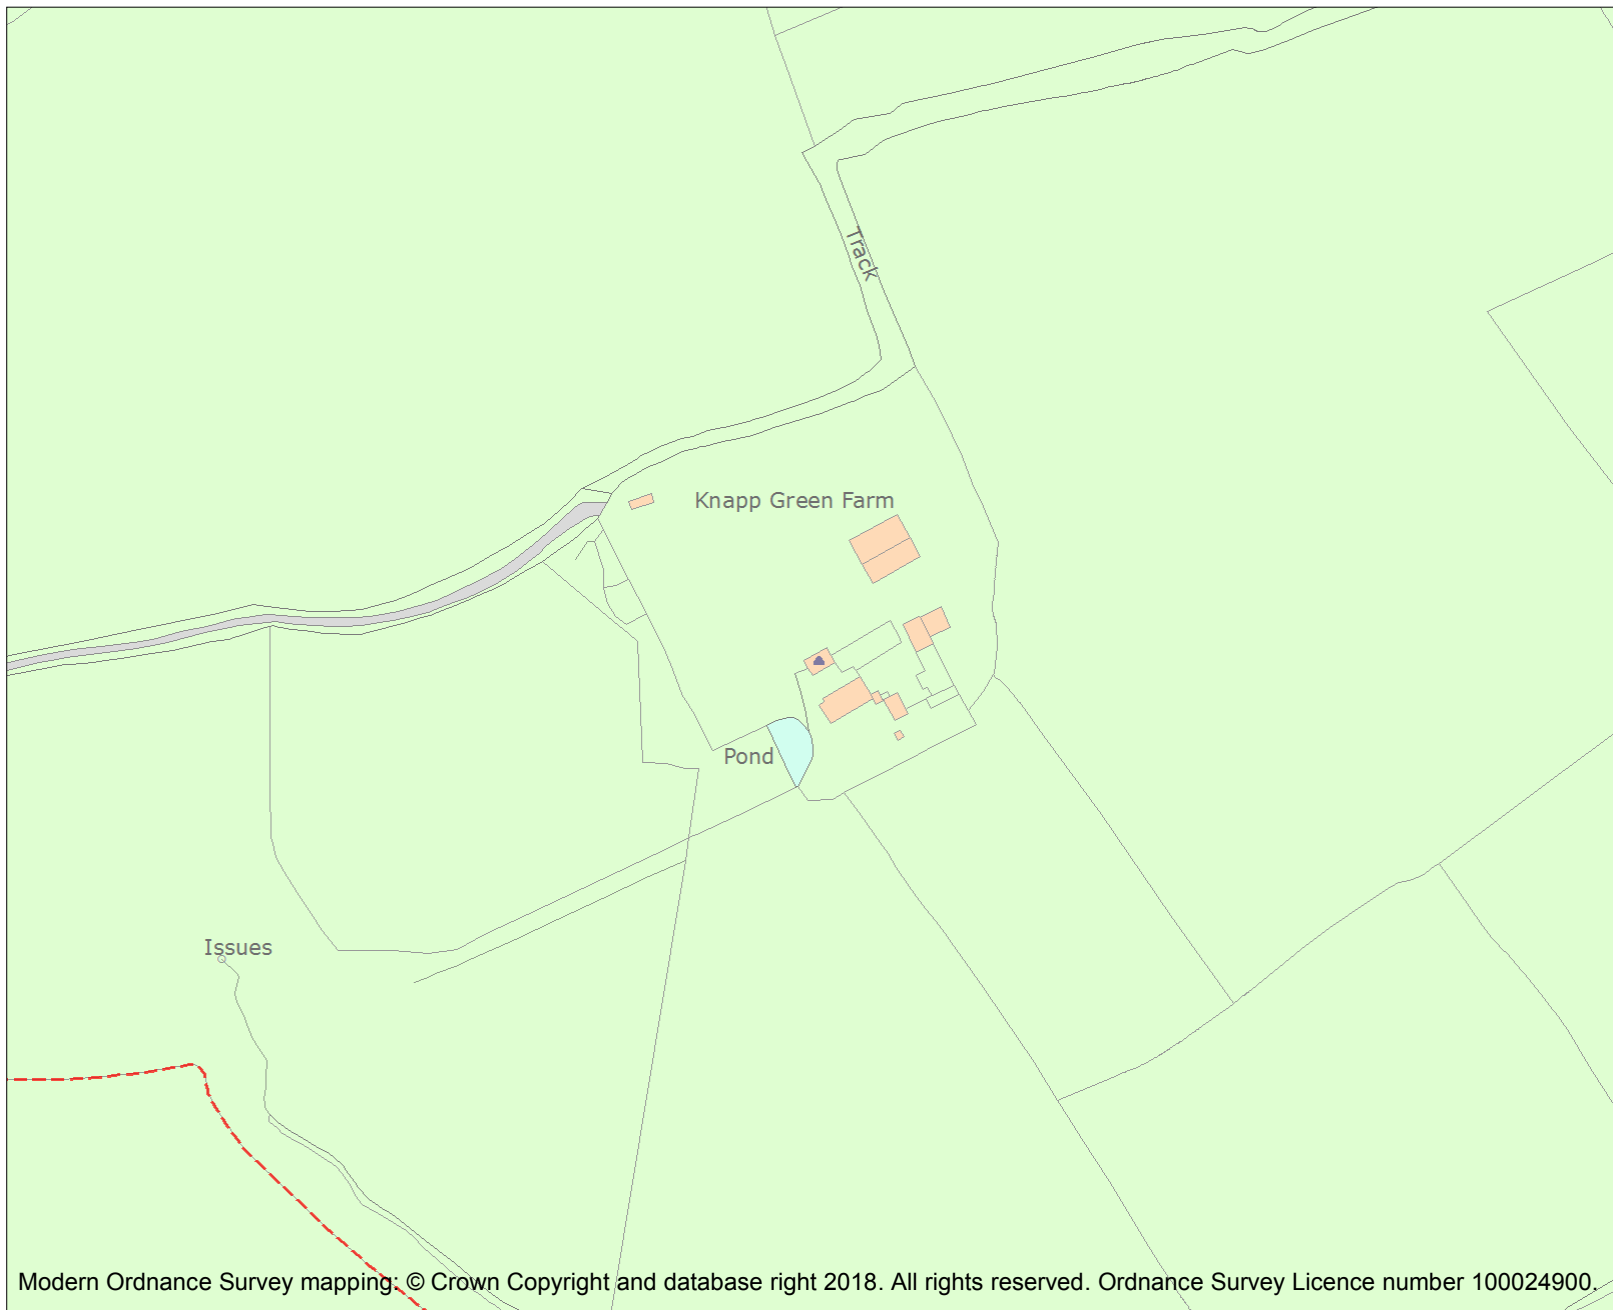 Track
Knapp Green Farm
Pond
Issues
Modern Ordnance Survey mapping: © Crown Copyright and database right 2018. All rights reserved. Ordnance Survey Licence number 100024900.